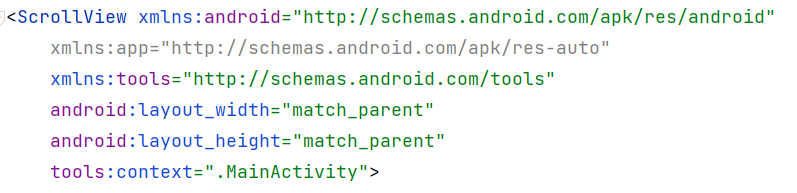 <ScrollView xmlns:android="http://schemas.android.com/apk/res/android"
xmlns:app="http://schemas.android.com/apk/res-auto"
xmlns:tools="http://schemas.android.com/tools"
android:layout_width="match_parent"
android:layout_height="match_parent"
tools:context=".MainActivity">